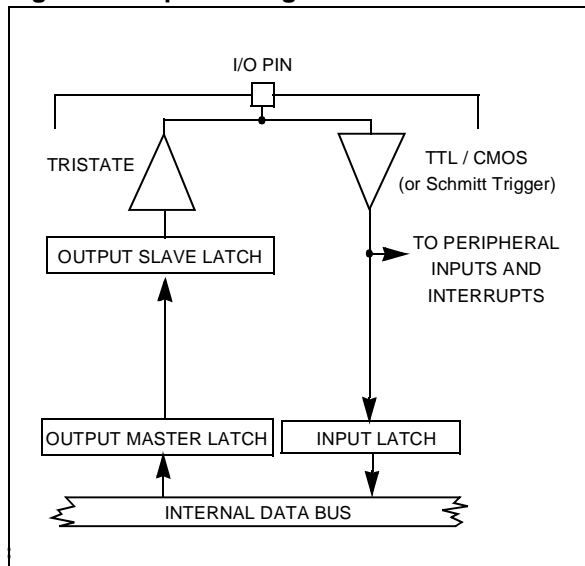 I/O PIN
TRISTATE
TTL / CMOS
(or Schmitt Trigger)
TO PERIPHERAL
INPUTS AND
INTERRUPTS
OUTPUT SLAVE LATCH
OUTPUT MASTER LATCH
INPUT LATCH
INTERNAL DATA BUS